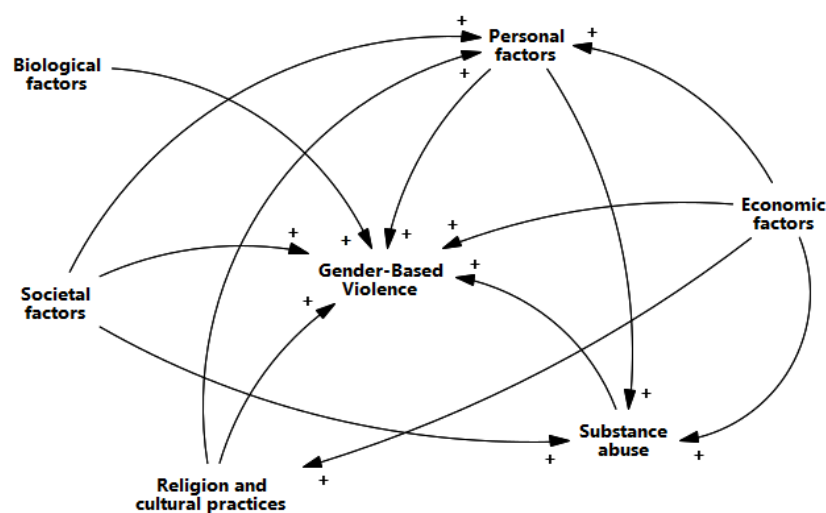 +
Personal
factors
+
Biological
factors
+
Economic
factors
+
+
+
+
+
Gender-Based
Violence
Societal
factors
+
+
Substance
abuse
+
+
+
Religion and
cultural practices